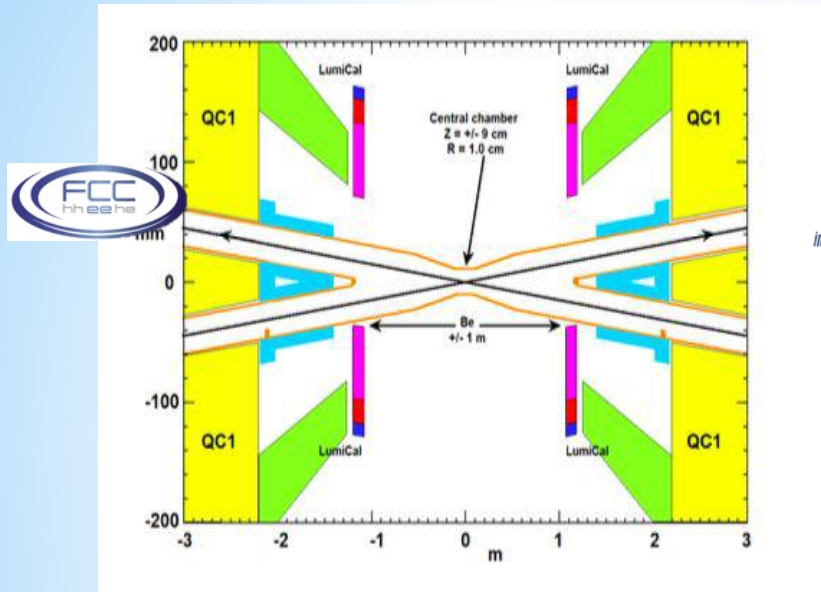 200
LumiCal
LumiCal
QC1
QC1
Central chamber
Z = +/- 9 cm
R = 1.0 cm
100
FCC
hh ee he
mm
0
Be
+/- 1 m
-100
QC1
QC1
LumiCal
LumiCal
-200
-3
-2
-1
0
1
2
3
m